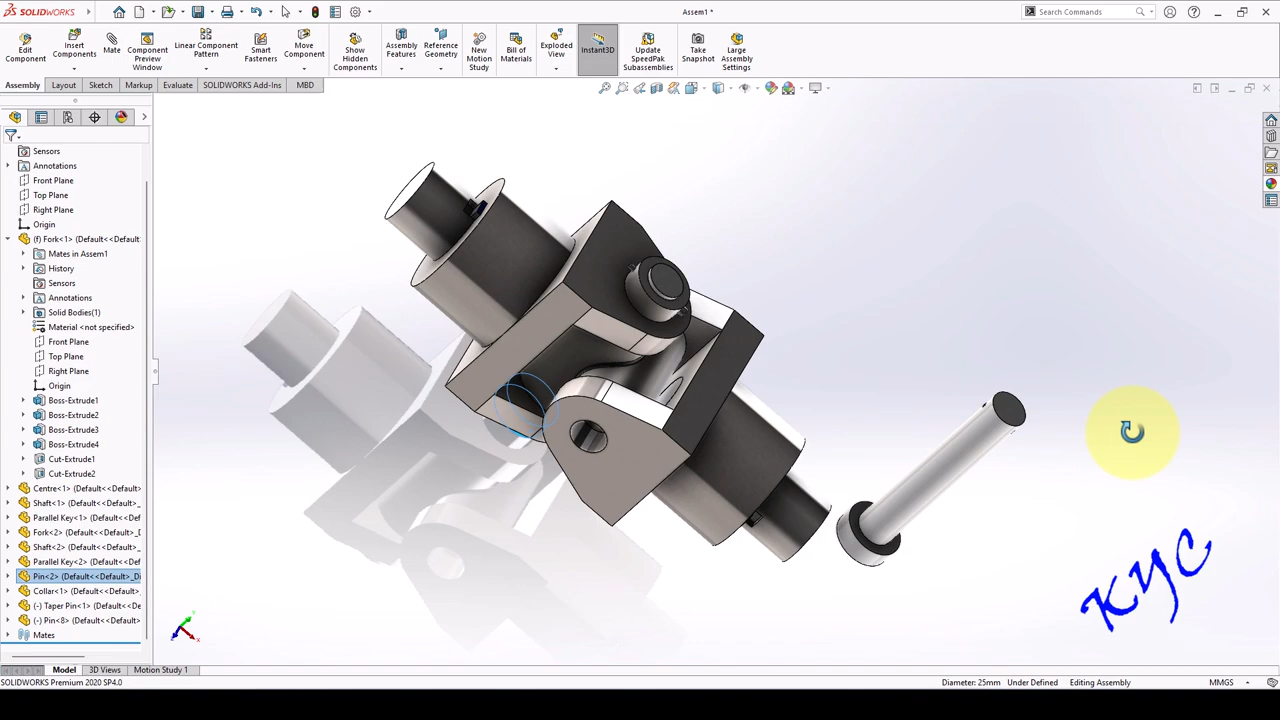 SOLIDWORKS
Assem1 *
Search Commands
Edit Component
Insert Components
Mate
Component Preview Window
Linear Component Pattern
Smart Fasteners
Move Component
Show Hidden Components
Assembly Features
Reference Geometry
New Motion Study
Bill of Materials
Exploded View
Instant3D
Update SpeedPak Subassemblies
Take Snapshot
Large Assembly Settings
Assembly Layout Sketch Markup Evaluate SOLIDWORKS Add-Ins MBD
Sensors
Annotations
Front Plane
Top Plane
Right Plane
Origin
(f) Fork<1> (Default<<Default
Mates in Assem1
History
Sensors
Annotations
Solid Bodies(1)
Material <not specified>
Front Plane
Top Plane
Right Plane
Origin
Boss-Extrude1
Boss-Extrude2
Boss-Extrude3
Boss-Extrude4
Cut-Extrude1
Cut-Extrude2
Centre<1> (Default<<Default
Shaft<1> (Default<<Default>_
Parallel Key<1> (Default<<Def
Fork<2> (Default<<Default>_D
Shaft<2> (Default<<Default>_
Parallel Key<2> (Default<<Def
Pin<2> (Default<<Default>_Di
Collar<1> (Default<<Default>_
(-) Taper Pin<1> (Default<<De
(-) Pin<8> (Default<<Default>
Mates
KYC
Model 3D Views Motion Study 1
SOLIDWORKS Premium 2020 SP4.0
Diameter: 25mm Under Defined Editing Assembly MMGS